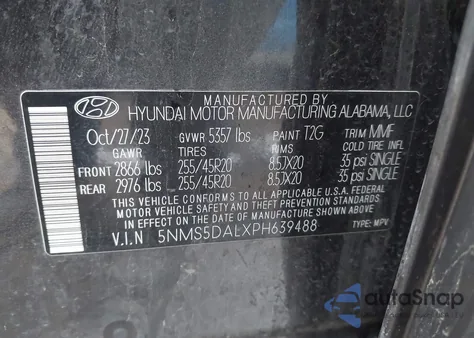 MANUFACTURED BY
HYUNDAI MOTOR MANUFACTURING ALABAMA, LLC
Oct/27/23 GVWR 5357 lbs PAINT T2G TRIM MMF
GAWR TIRES RIMS COLD TIRE INFL
FRONT 2866 lbs 255/45R20 8.5JX20 35 psi SINGLE
REAR 2976 lbs 255/45R20 8.5JX20 35 psi SINGLE
THIS VEHICLE CONFORMS TO ALL APPLICABLE U.S.A. FEDERAL
MOTOR VEHICLE SAFETY AND THEFT PREVENTION STANDARDS
IN EFFECT ON THE DATE OF MANUFACTURE SHOWN ABOVE.
V.I.N 5NMS5DALXPH639488 TYPE: MPV
autoSnap